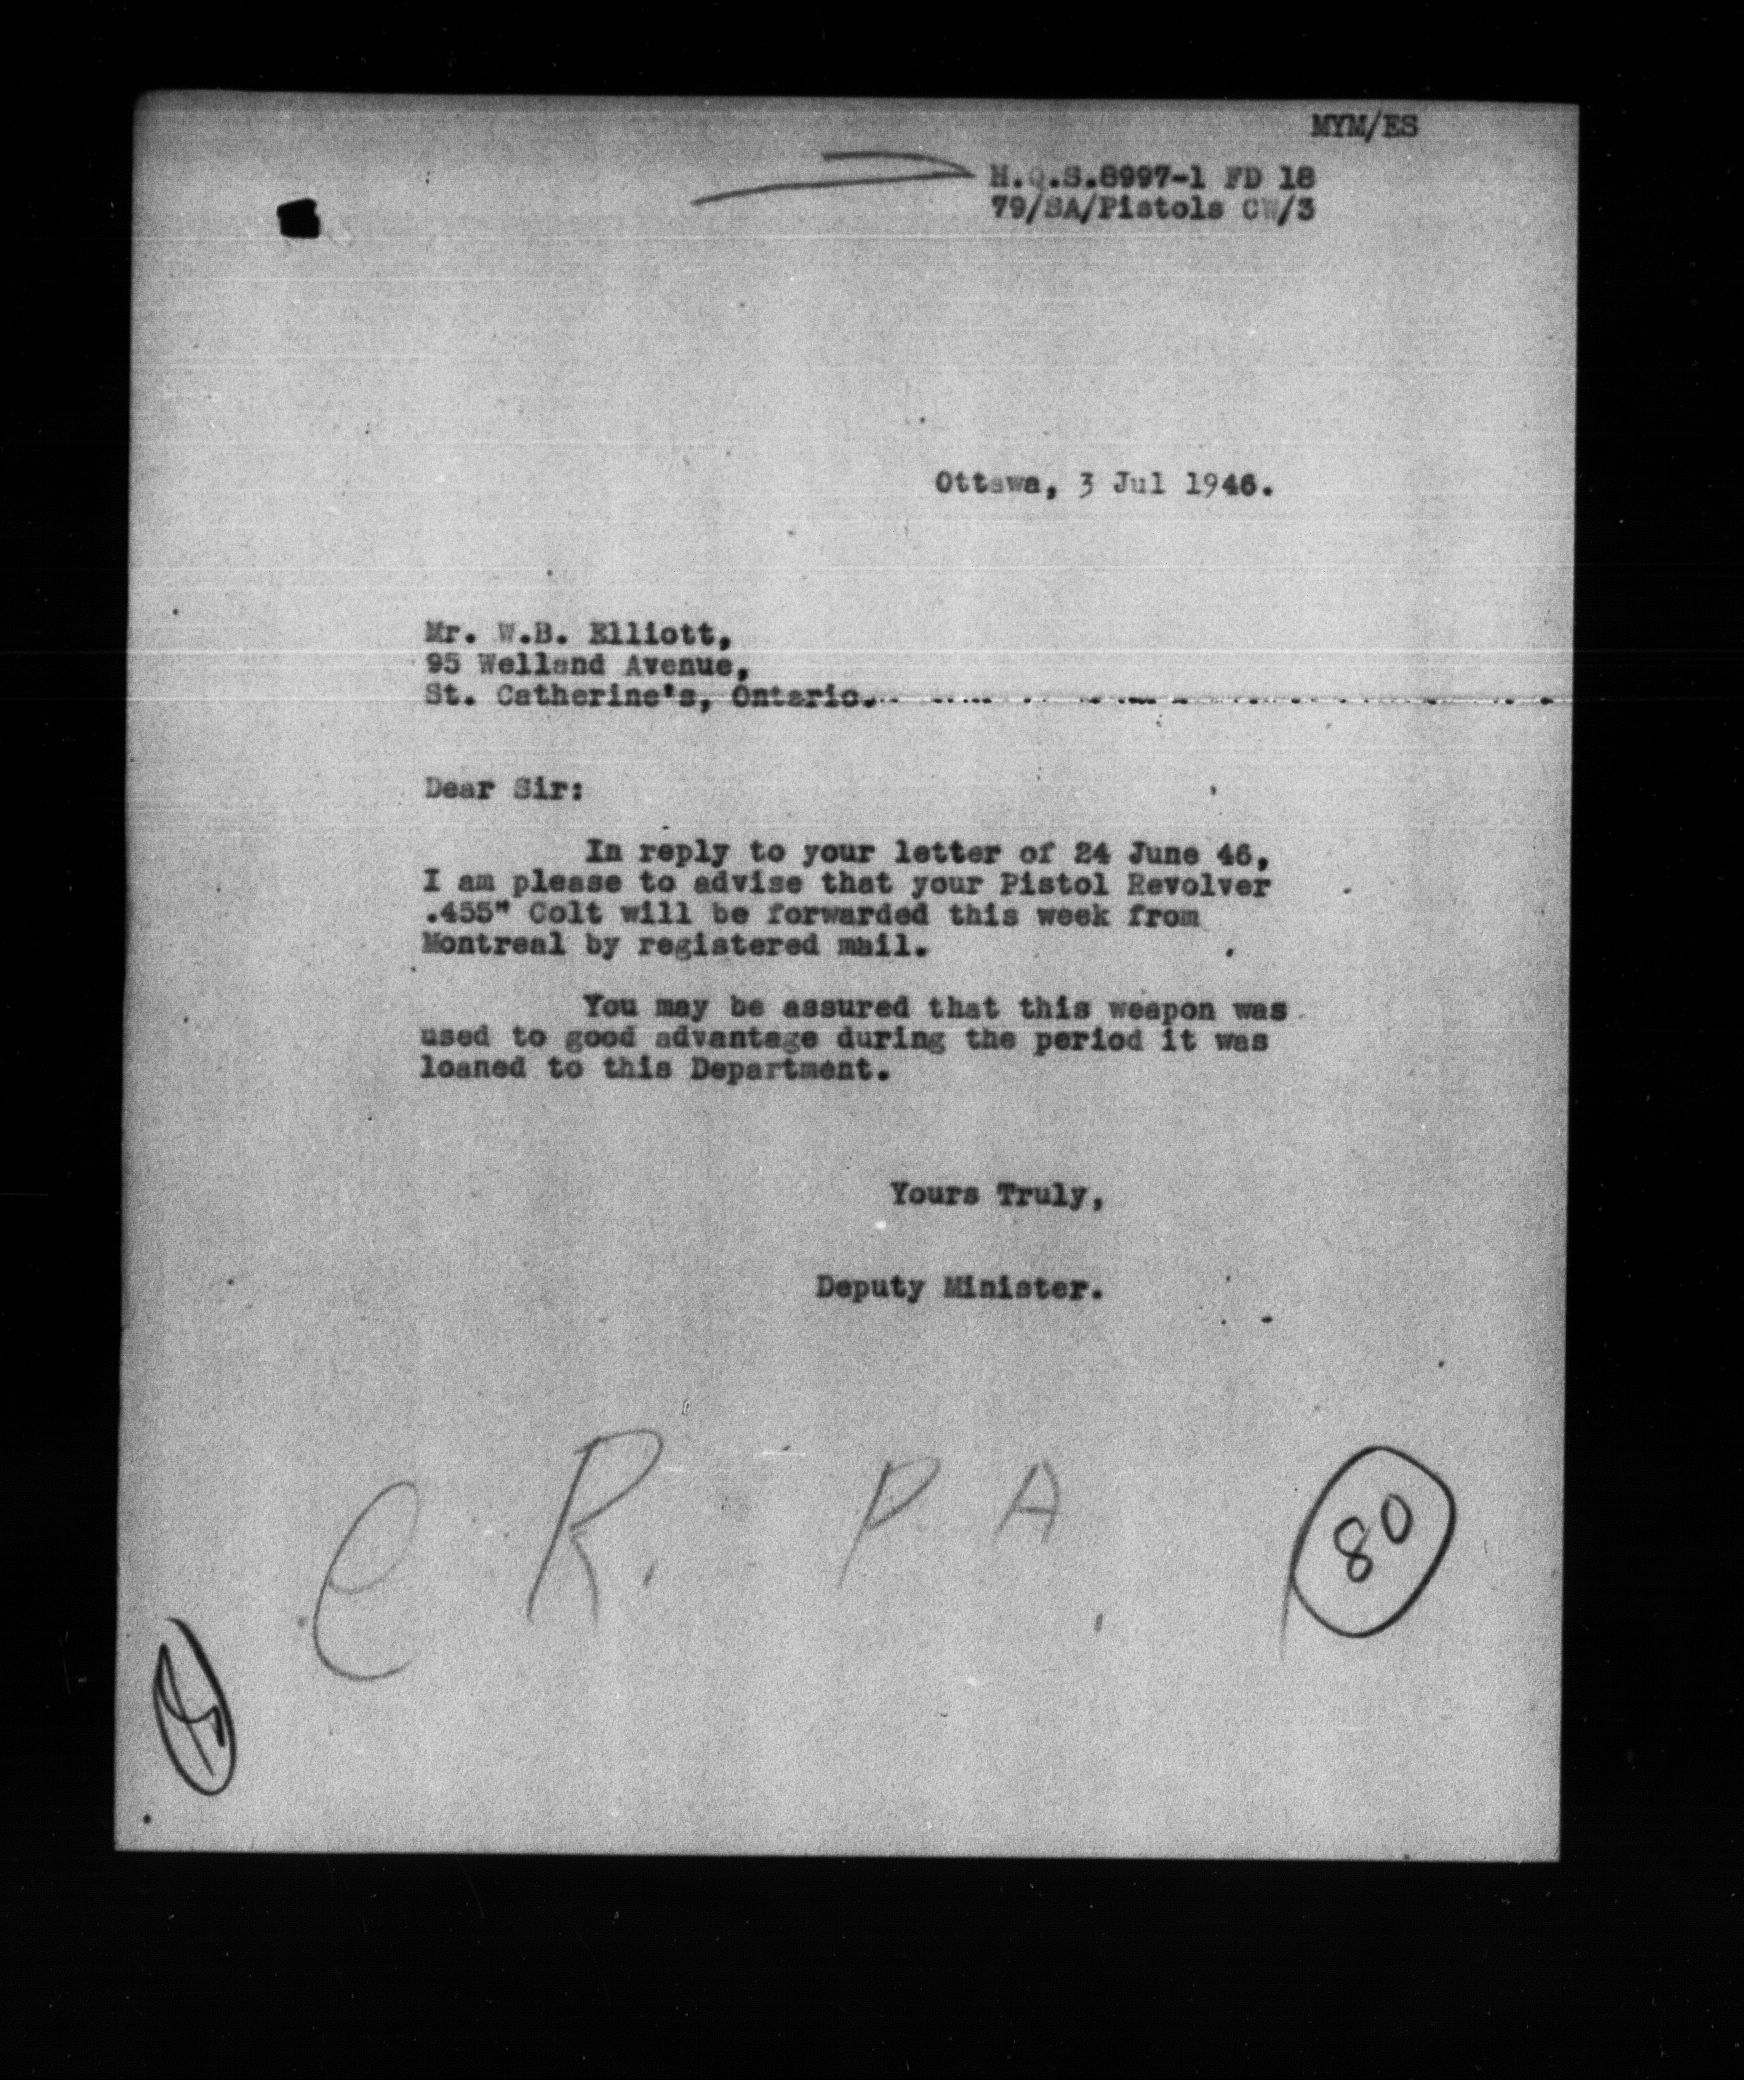 MYM/ES
H.Q.S.8997-1 FD 18
79/SA/Pistols CW/3
Ottawa, 3 Jul 1946.
Mr. W.B. Elliott,
95 Welland Avenue,
St. Catherine's, Ontario.
Dear Sir:
In reply to your letter of 24 June 46,
I am please to advise that your Pistol Revolver
.455" Colt will be forwarded this week from
Montreal by registered mail.
You may be assured that this weapon was
used to good advantage during the period it was
loaned to this Department.
Yours Truly,
Deputy Minister.
C R. P A.
80